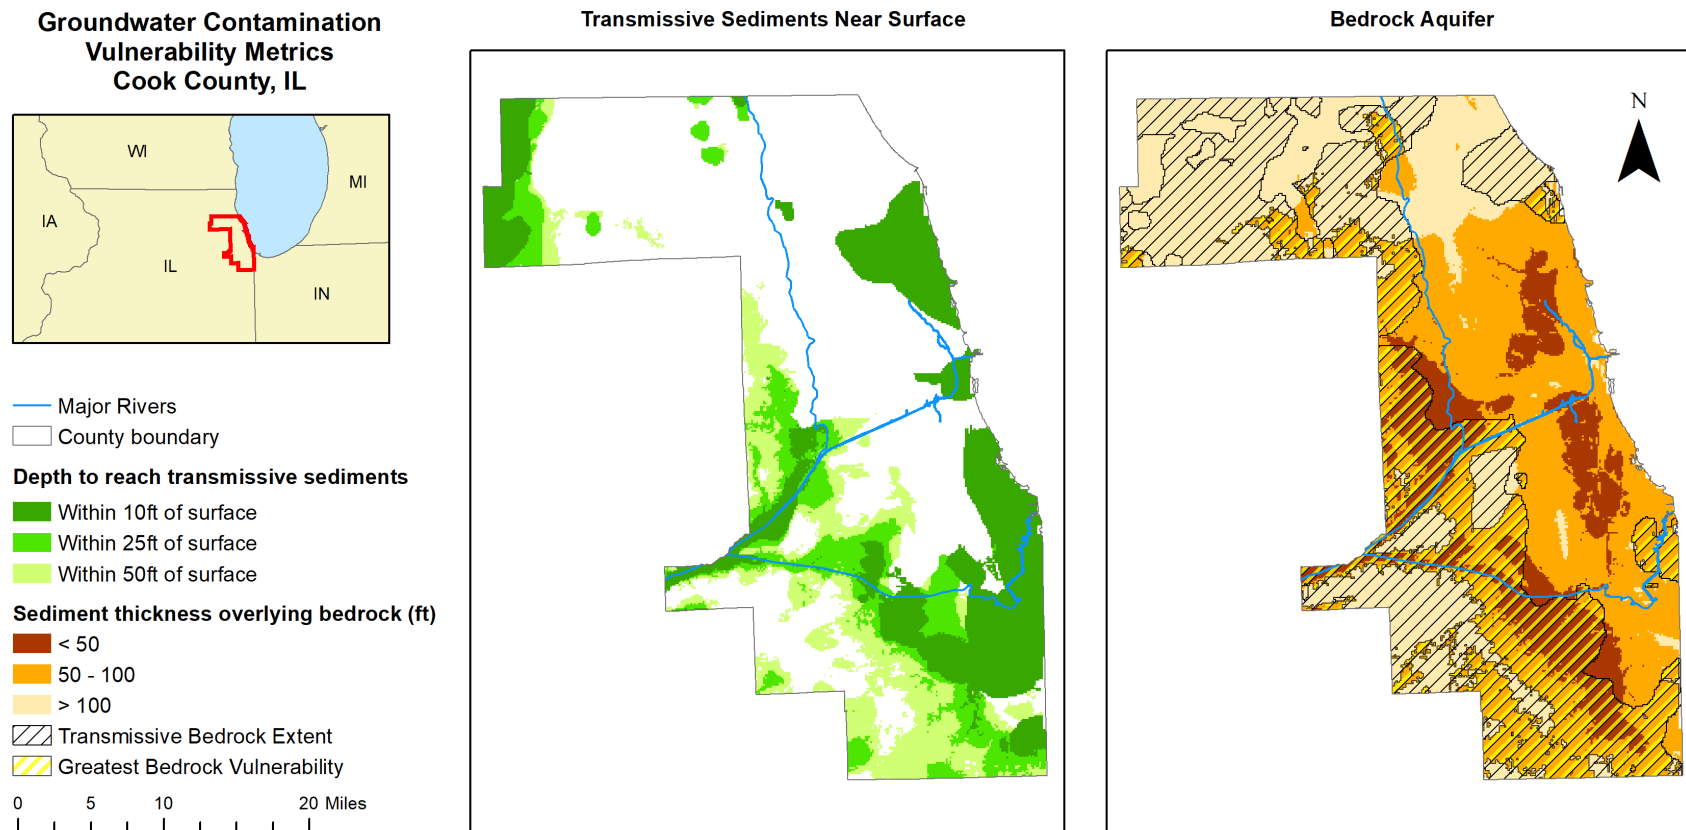 Groundwater Contamination
Vulnerability Metrics
Cook County, IL
WI
MI
IA
IL
IN
Major Rivers
County boundary
Depth to reach transmissive sediments
Within 10ft of surface
Within 25ft of surface
Within 50ft of surface
Sediment thickness overlying bedrock (ft)
< 50
50 - 100
> 100
Transmissive Bedrock Extent
Greatest Bedrock Vulnerability
0 5 10 20 Miles
Transmissive Sediments Near Surface
Bedrock Aquifer
N